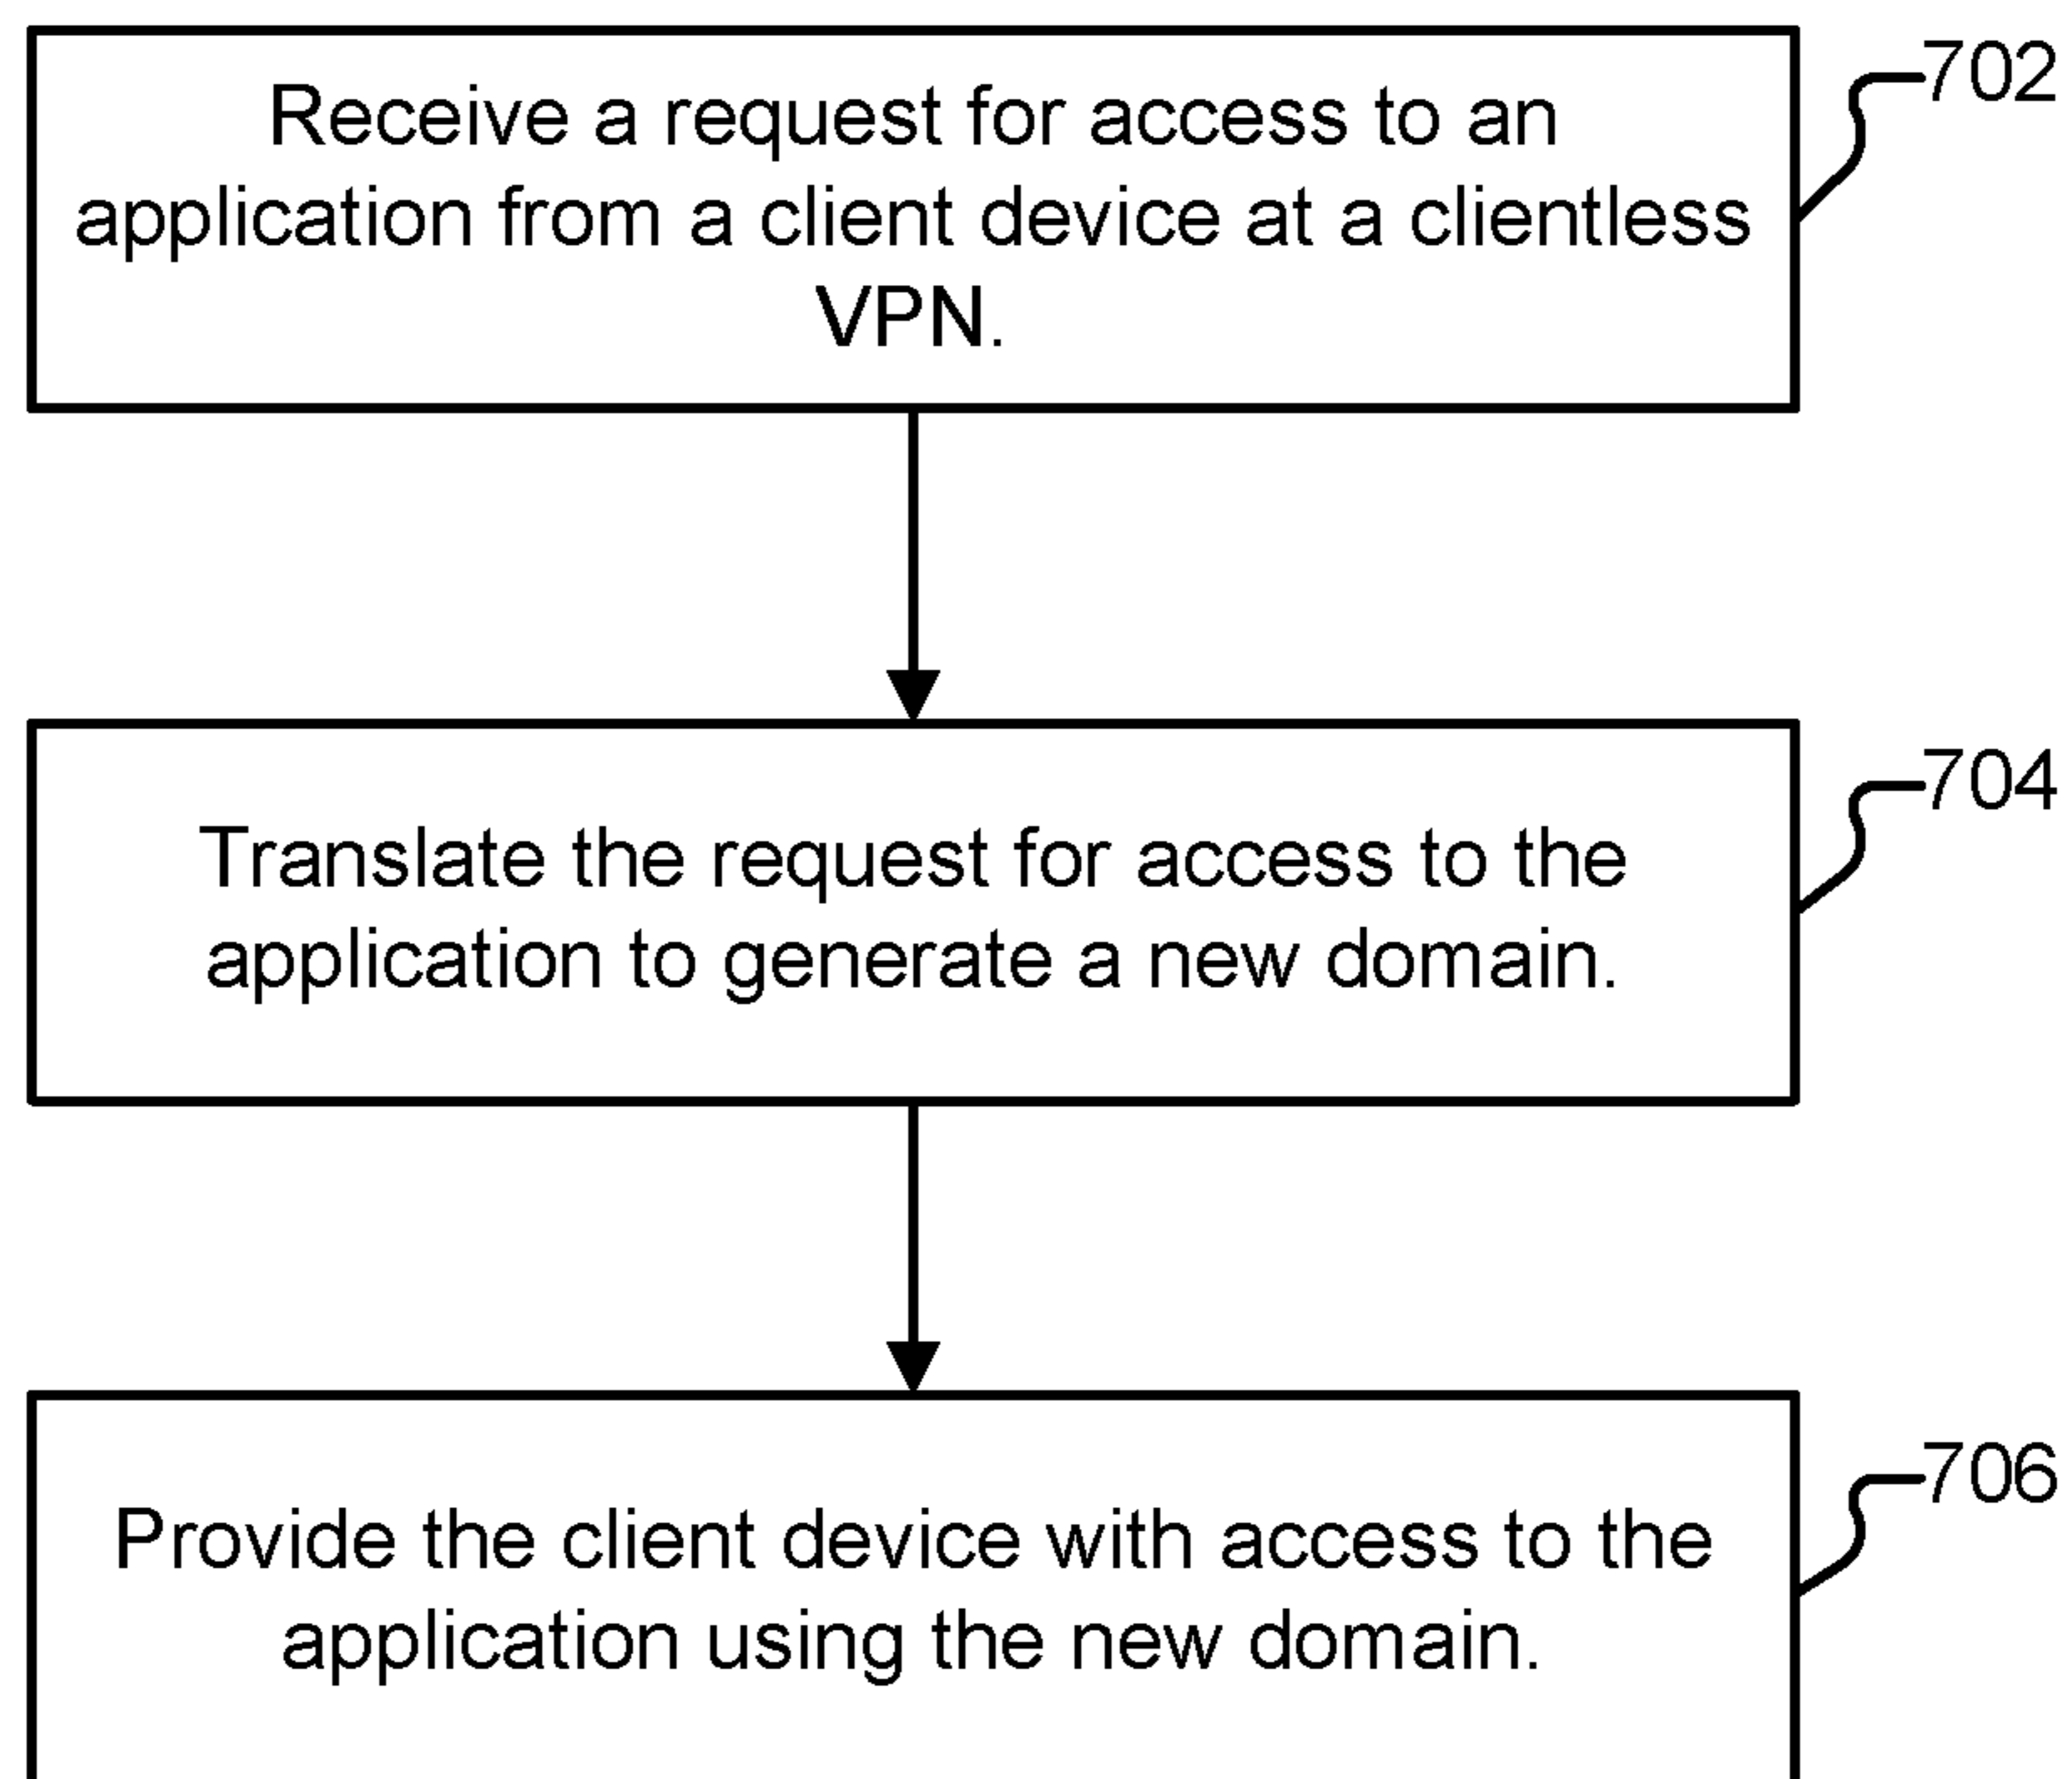 Receive a request for access to an
application from a client device at a clientless
VPN.
702
Translate the request for access to the
application to generate a new domain.
704
Provide the client device with access to the
application using the new domain.
706